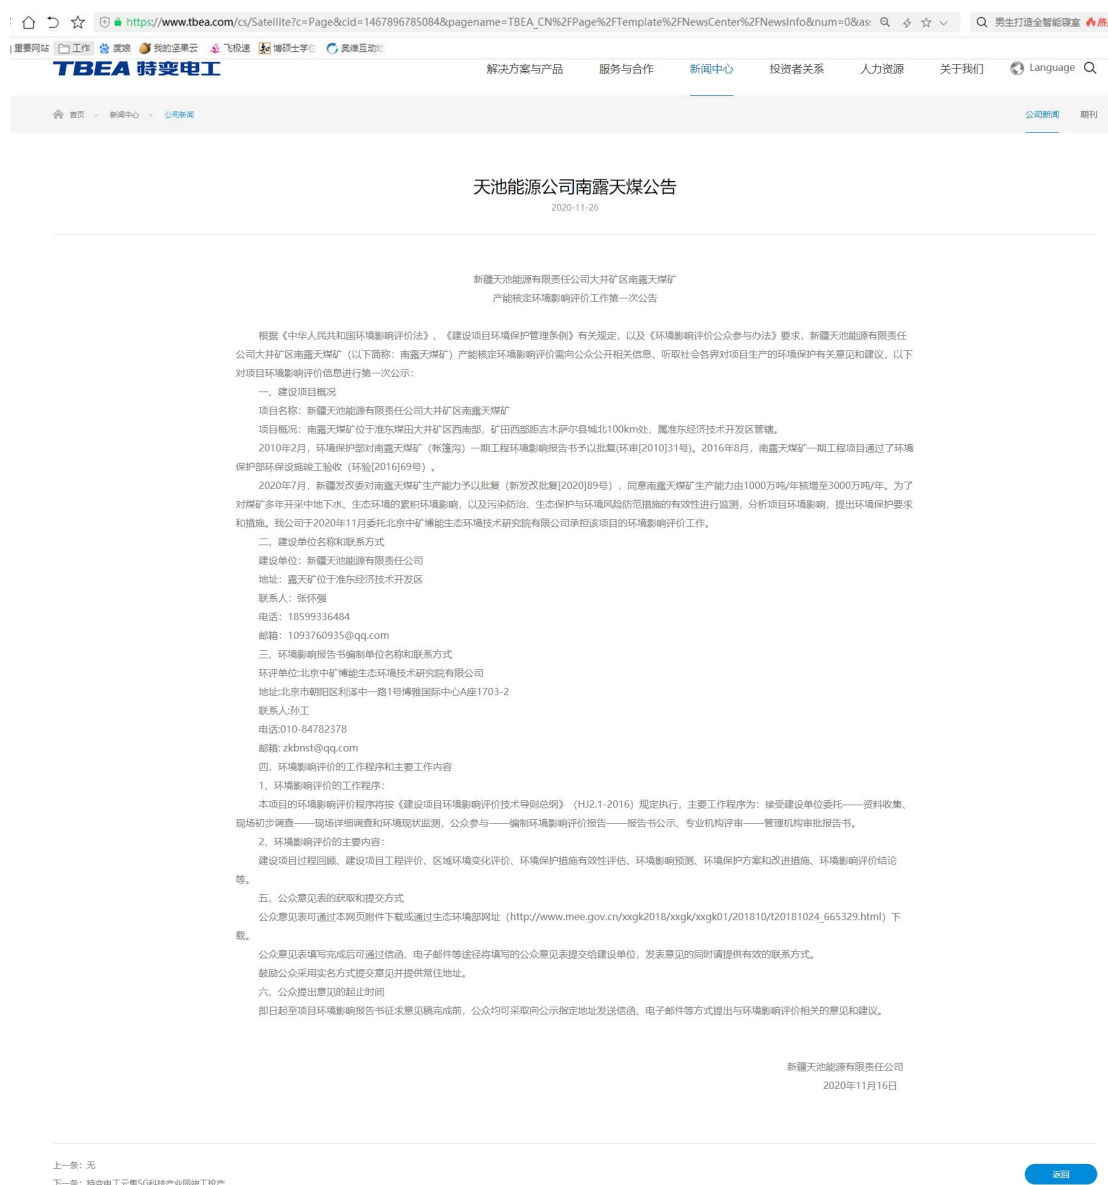 https://www.tbea.com/cs/Satellite?c=Page&cid=1467896785084&pagename=TBEA_CN%2FPage%2FTemplate%2FNewsCenter%2FNewsInfo&num=0&as
男生打造全智能寝室
重要网站 工作 度娘 我的坚果云 飞极速 博硕士学位 奥维互动地
TBEA 特变电工
解决方案与产品 服务与合作 新闻中心 投资者关系 人力资源 关于我们 Language
首页 > 新闻中心 > 公司新闻
公司新闻 期刊
天池能源公司南露天煤公告
2020-11-26
新疆天池能源有限责任公司大井矿区南露天煤矿
产能核定环境影响评价工作第一次公告
根据《中华人民共和国环境影响评价法》、《建设项目环境保护管理条例》有关规定，以及《环境影响评价公众参与办法》要求，新疆天池能源有限责任
公司大井矿区南露天煤矿（以下简称：南露天煤矿）产能核定环境影响评价需向公众公开相关信息，听取社会各界对项目生产的环境保护有关意见和建议，以下
对项目环境影响评价信息进行第一次公示：
一、建设项目概况
项目名称：新疆天池能源有限责任公司大井矿区南露天煤矿
项目概况：南露天煤矿位于准东煤田大井矿区西南部，矿田西部距吉木萨尔县城北100km处，属准东经济技术开发区管辖。
2010年2月，环境保护部对南露天煤矿（帐篷沟）一期工程环境影响报告书予以批复(环审[2010]31号)。2016年8月，南露天煤矿一期工程项目通过了环境
保护部环保设施竣工验收（环验[2016]69号）。
2020年7月，新疆发改委对南露天煤矿生产能力予以批复（新发改批复[2020]89号），同意南露天煤矿生产能力由1000万吨/年核增至3000万吨/年。为了
对煤矿多年开采中地下水、生态环境的累积环境影响，以及污染防治、生态保护与环境风险防范措施的有效性进行监测，分析项目环境影响，提出环境保护要求
和措施。我公司于2020年11月委托北京中矿博能生态环境技术研究院有限公司承担该项目的环境影响评价工作。
二、建设单位名称和联系方式
建设单位：新疆天池能源有限责任公司
地址：露天矿位于准东经济技术开发区
联系人：张怀强
电话：18599336484
邮箱：1093760935@qq.com
三、环境影响报告书编制单位名称和联系方式
环评单位:北京中矿博能生态环境技术研究院有限公司
地址:北京市朝阳区利泽中一路1号博雅国际中心A座1703-2
联系人:孙工
电话:010-84782378
邮箱: zkbnst@qq.com
四、环境影响评价的工作程序和主要工作内容
1、环境影响评价的工作程序：
本项目的环境影响评价程序将按《建设项目环境影响评价技术导则总纲》（HJ2.1-2016）规定执行，主要工作程序为：接受建设单位委托——资料收集、
现场初步调查——现场详细调查和环境现状监测，公众参与——编制环境影响评价报告——报告书公示、专业机构评审——管理机构审批报告书。
2、环境影响评价的主要内容：
建设项目过程回顾、建设项目工程评价、区域环境变化评价、环境保护措施有效性评估、环境影响预测、环境保护方案和改进措施、环境影响评价结论
等。
五、公众意见表的获取和提交方式
公众意见表可通过本网页附件下载或通过生态环境部网址（http://www.mee.gov.cn/xxgk2018/xxgk/xxgk01/201810/t20181024_665329.html）下
载。
公众意见表填写完成后可通过信函、电子邮件等途径将填写的公众意见表提交给建设单位，发表意见的同时请提供有效的联系方式。
鼓励公众采用实名方式提交意见并提供常住地址。
六、公众提出意见的起止时间
即日起至项目环境影响报告书征求意见稿完成前，公众均可采取向公示指定地址发送信函、电子邮件等方式提出与环境影响评价相关的意见和建议。
新疆天池能源有限责任公司
2020年11月16日
上一条：无
返回
下一条：特变电工云集5G科技产业园竣工投产